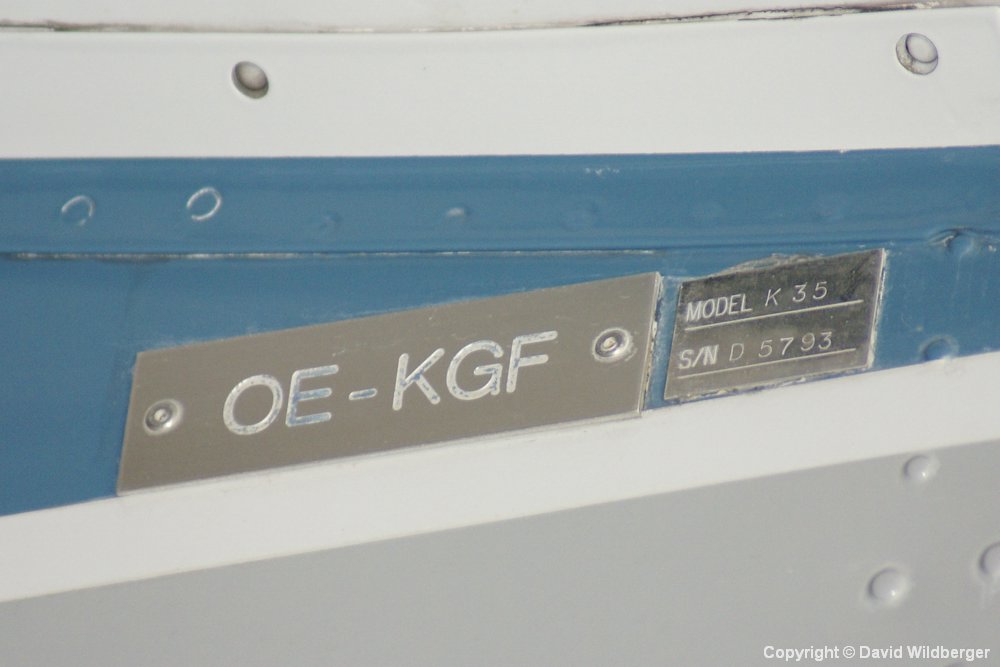 OE-KGF
MODEL K 35
S/N D 5793
Copyright © David Wildberger